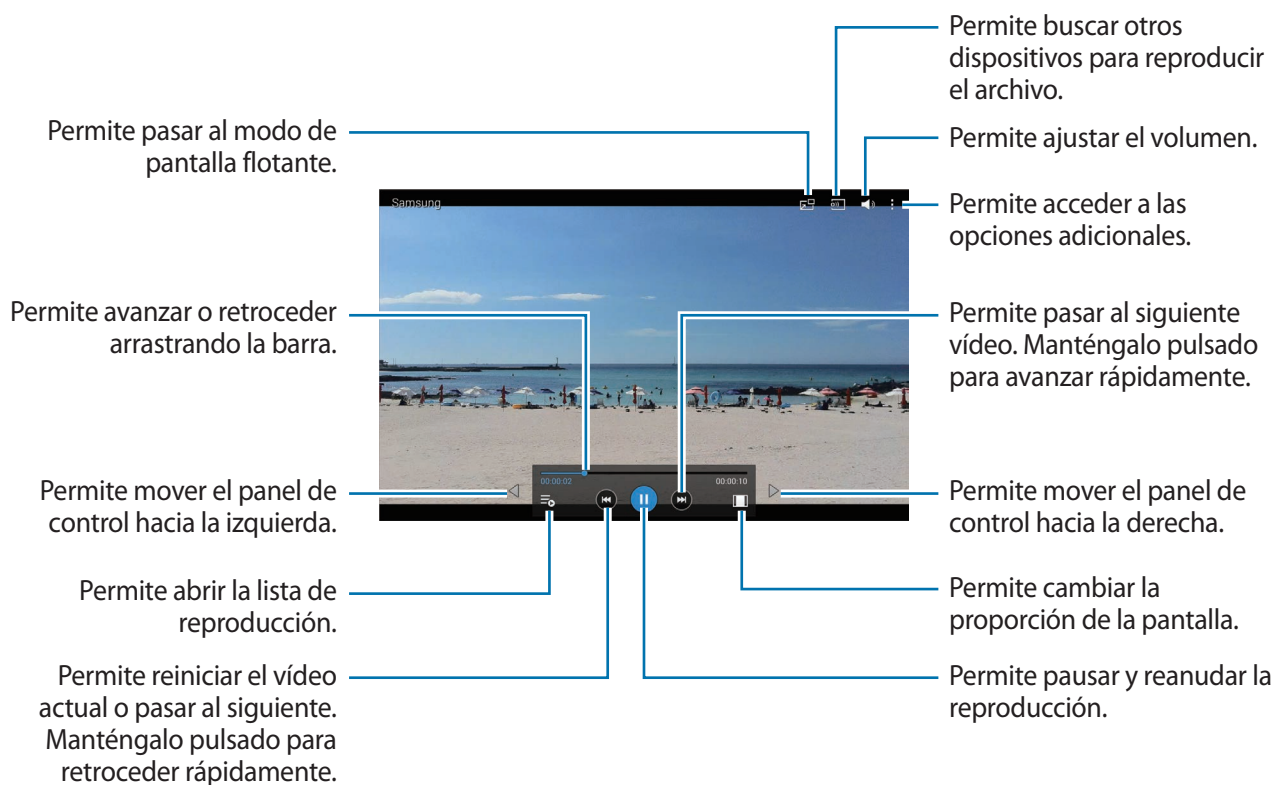 Permite buscar otros
dispositivos para reproducir
el archivo.
Permite pasar al modo de
pantalla flotante.
Permite ajustar el volumen.
Samsung
Permite acceder a las
opciones adicionales.
Permite avanzar o retroceder
arrastrando la barra.
Permite pasar al siguiente
vídeo. Manténgalo pulsado
para avanzar rápidamente.
00:00:02
00:00:10
Permite mover el panel de
control hacia la izquierda.
Permite mover el panel de
control hacia la derecha.
Permite abrir la lista de
reproducción.
Permite cambiar la
proporción de la pantalla.
Permite reiniciar el vídeo
actual o pasar al siguiente.
Manténgalo pulsado para
retroceder rápidamente.
Permite pausar y reanudar la
reproducción.